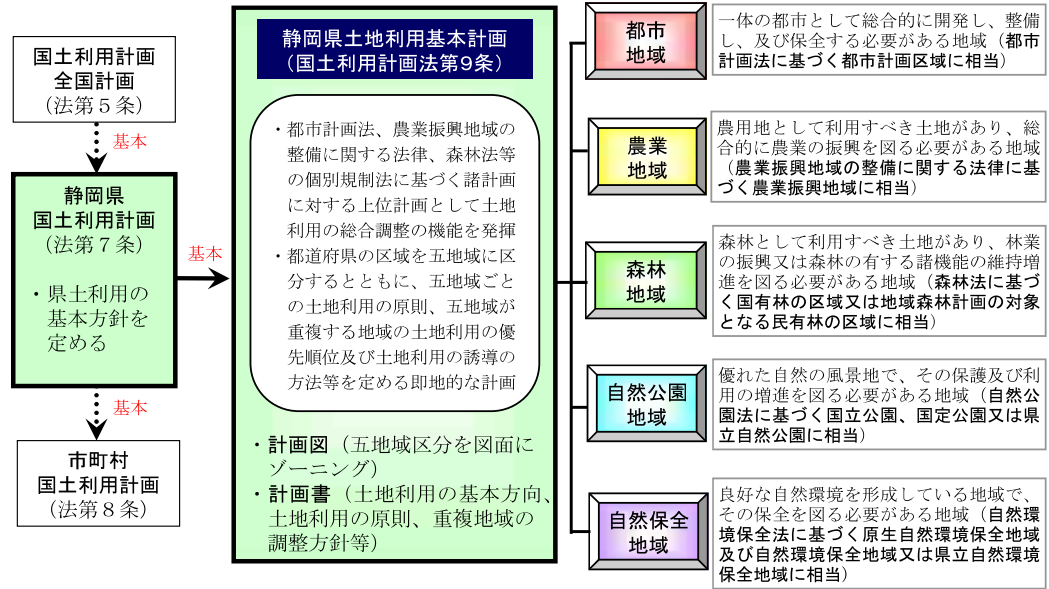 国土利用計画
全国計画
（法第５条）
基本
静岡県
国土利用計画
（法第７条）
・県土利用の
基本方針を
定める
基本
市町村
国土利用計画
（法第８条）
基本
静岡県土地利用基本計画
（国土利用計画法第９条）
・都市計画法、農業振興地域の
整備に関する法律、森林法等
の個別規制法に基づく諸計画
に対する上位計画として土地
利用の総合調整の機能を発揮
・都道府県の区域を五地域に区
分するとともに、五地域ごと
の土地利用の原則、五地域が
重複する地域の土地利用の優
先順位及び土地利用の誘導の
方法等を定める即地的な計画
・計画図（五地域区分を図面に
ゾーニング）
・計画書（土地利用の基本方向、
土地利用の原則、重複地域の
調整方針等）
都市
地域
一体の都市として総合的に開発し、整備
し、及び保全する必要がある地域（都市
計画法に基づく都市計画区域に相当）
農業
地域
農用地として利用すべき土地があり、総
合的に農業の振興を図る必要がある地域
（農業振興地域の整備に関する法律に基
づく農業振興地域に相当）
森林
地域
森林として利用すべき土地があり、林業
の振興又は森林の有する諸機能の維持増
進を図る必要がある地域（森林法に基づ
く国有林の区域又は地域森林計画の対象
となる民有林の区域に相当）
自然公園
地域
優れた自然の風景地で、その保護及び利
用の増進を図る必要がある地域（自然公
園法に基づく国立公園、国定公園又は県
立自然公園に相当）
自然保全
地域
良好な自然環境を形成している地域で、
その保全を図る必要がある地域（自然環
境保全法に基づく原生自然環境保全地域
及び自然環境保全地域又は県立自然環境
保全地域に相当）